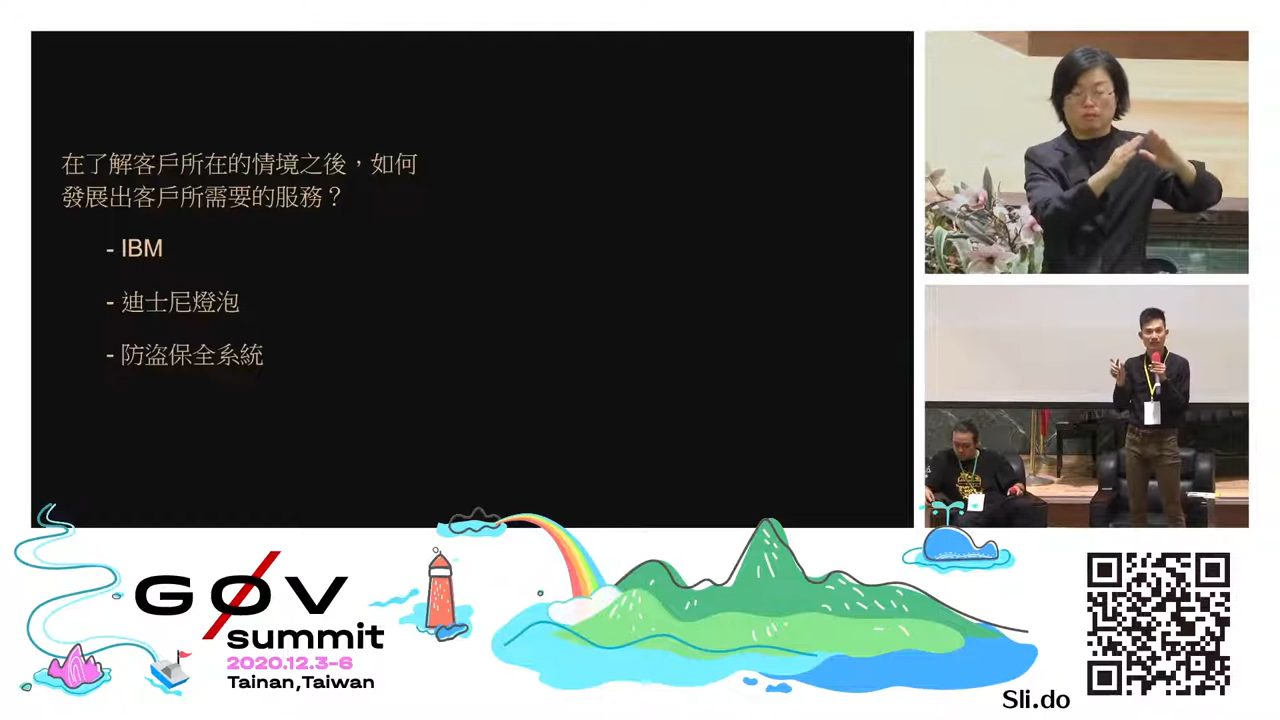 在了解客戶所在的情境之後，如何
發展出客戶所需要的服務？
- IBM
- 迪士尼燈泡
- 防盜保全系統
GØV
summit
2020.12.3-6
Tainan,Taiwan
Sli.do